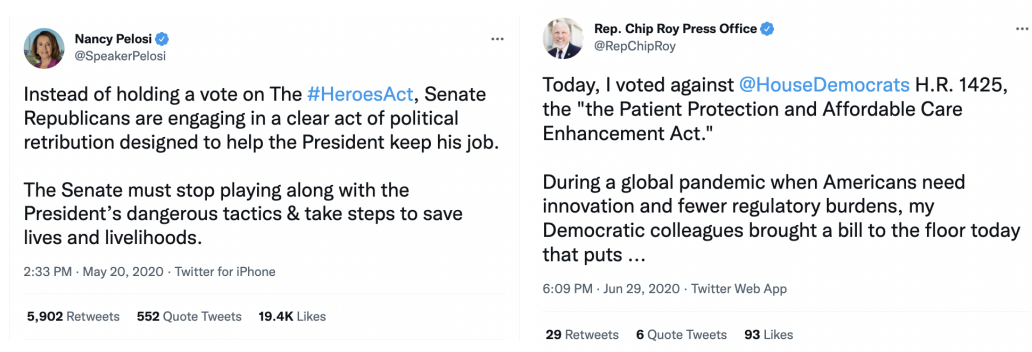 Nancy Pelosi
@SpeakerPelosi
Instead of holding a vote on The #HeroesAct, Senate
Republicans are engaging in a clear act of political
retribution designed to help the President keep his job.
The Senate must stop playing along with the
President’s dangerous tactics & take steps to save
lives and livelihoods.
2:33 PM · May 20, 2020 · Twitter for iPhone
5,902 Retweets 552 Quote Tweets 19.4K Likes
Rep. Chip Roy Press Office
@RepChipRoy
Today, I voted against @HouseDemocrats H.R. 1425,
the "the Patient Protection and Affordable Care
Enhancement Act."
During a global pandemic when Americans need
innovation and fewer regulatory burdens, my
Democratic colleagues brought a bill to the floor today
that puts ...
6:09 PM · Jun 29, 2020 · Twitter Web App
29 Retweets 6 Quote Tweets 93 Likes